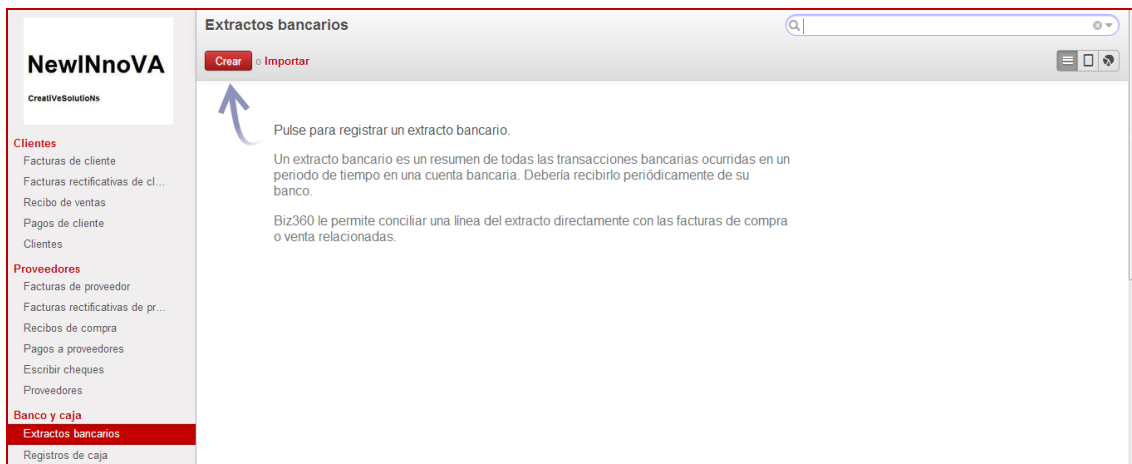 NewINnoVA
CreatiVeSolutioNs
Clientes
Facturas de cliente
Facturas rectificativas de cl...
Recibo de ventas
Pagos de cliente
Clientes
Proveedores
Facturas de proveedor
Facturas rectificativas de pr...
Recibos de compra
Pagos a proveedores
Escribir cheques
Proveedores
Banco y caja
Extractos bancarios
Registros de caja
Extractos bancarios
Crear o Importar
Pulse para registrar un extracto bancario.
Un extracto bancario es un resumen de todas las transacciones bancarias ocurridas en un
periodo de tiempo en una cuenta bancaria. Debería recibirlo periódicamente de su
banco.
Biz360 le permite conciliar una línea del extracto directamente con las facturas de compra
o venta relacionadas.